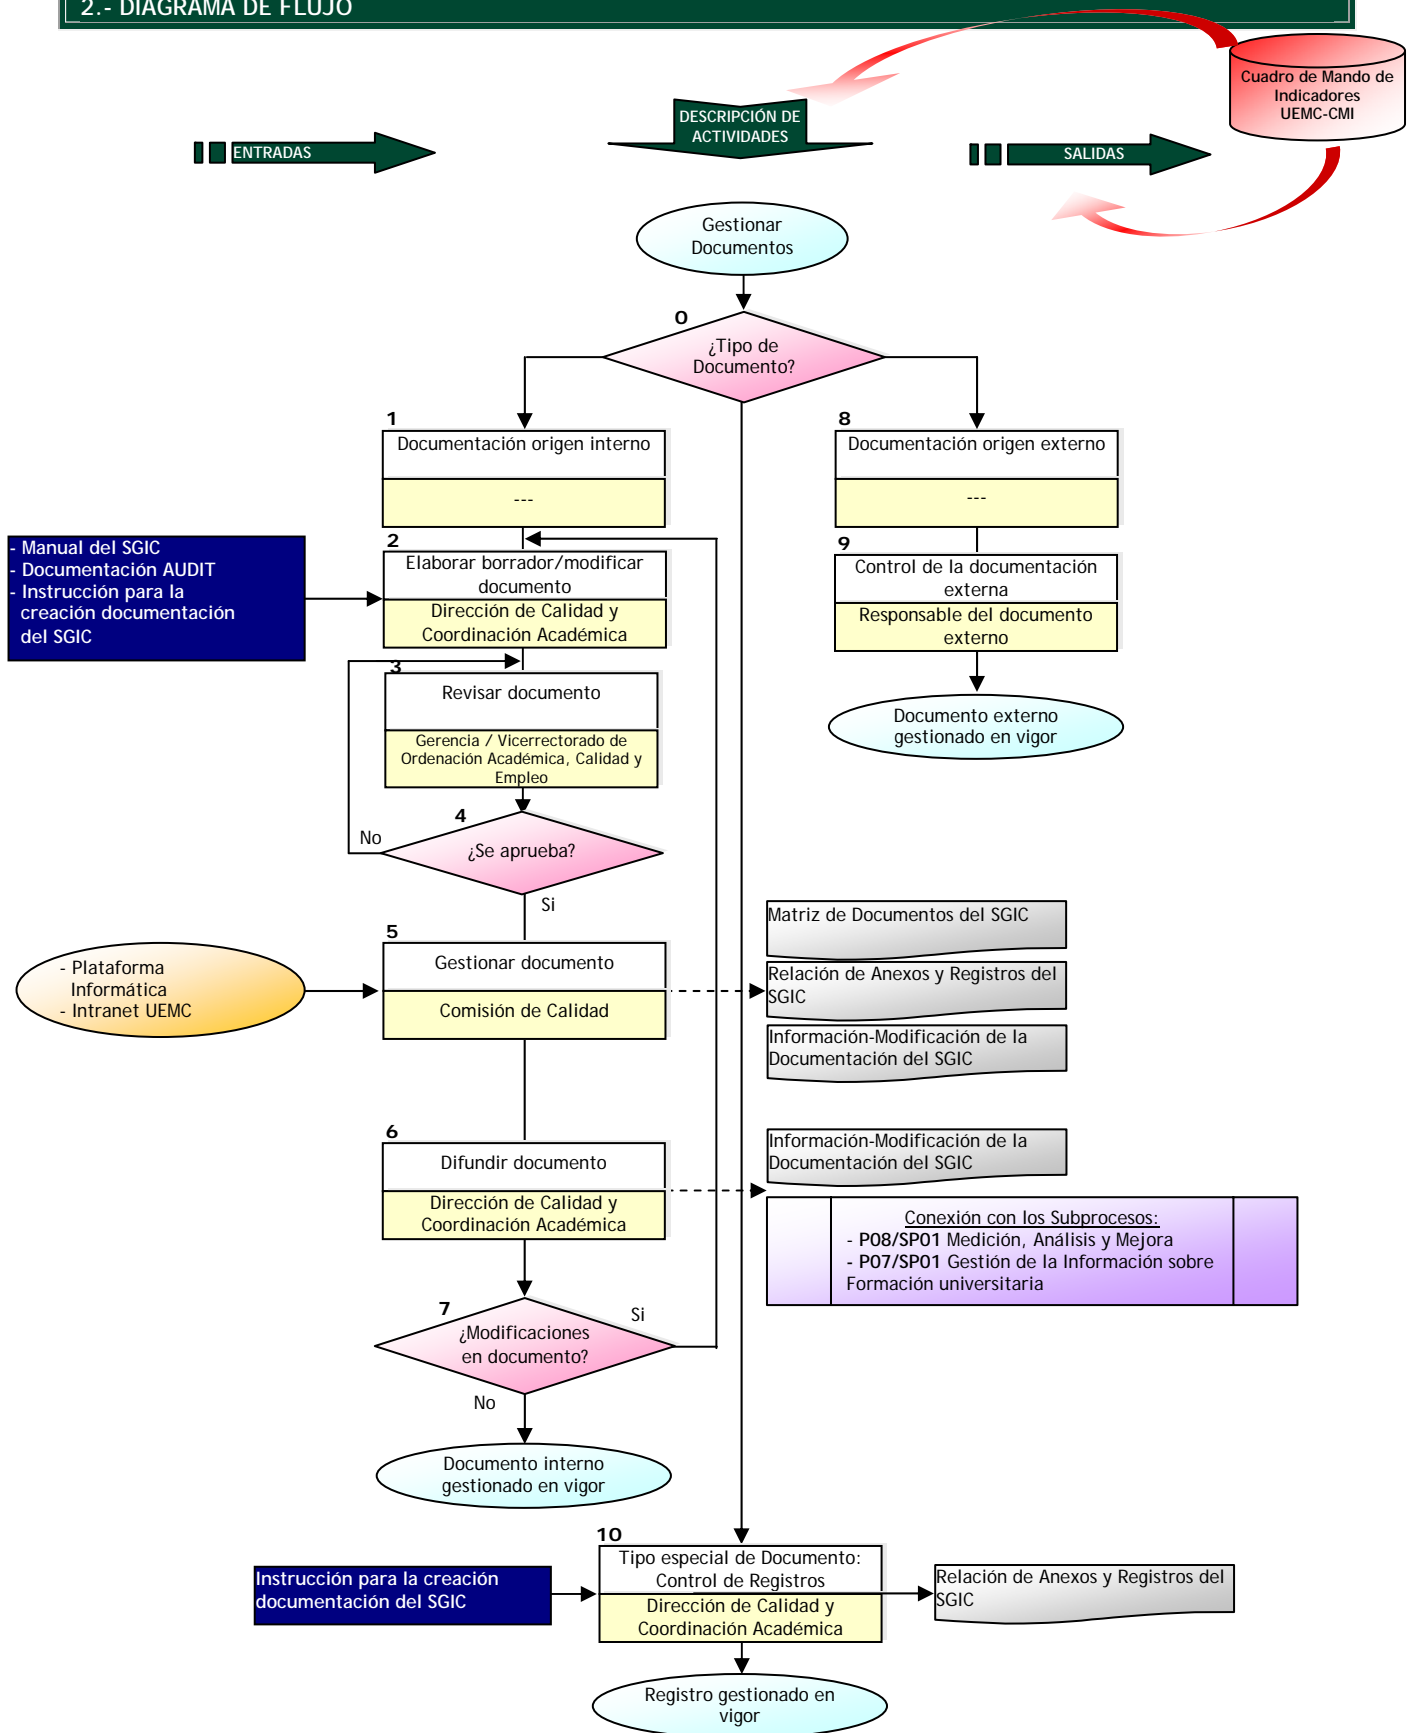 2.- DIAGRAMA DE FLUJO
Cuadro de Mando de
Indicadores
UEMC-CMI
ENTRADAS
DESCRIPCIÓN DE
ACTIVIDADES
SALIDAS
Gestionar
Documentos
0
¿Tipo de
Documento?
1
Documentación origen interno
---
8
Documentación origen externo
---
- Manual del SGIC
- Documentación AUDIT
- Instrucción para la
creación documentación
del SGIC
2
Elaborar borrador/modificar
documento
Dirección de Calidad y
Coordinación Académica
9
Control de la documentación
externa
Responsable del documento
externo
3
Revisar documento
Gerencia / Vicerrectorado de
Ordenación Académica, Calidad y
Empleo
Documento externo
gestionado en vigor
4
No
¿Se aprueba?
Si
- Plataforma
Informática
- Intranet UEMC
5
Gestionar documento
Comisión de Calidad
Matriz de Documentos del SGIC
Relación de Anexos y Registros del
SGIC
Información-Modificación de la
Documentación del SGIC
6
Difundir documento
Dirección de Calidad y
Coordinación Académica
Información-Modificación de la
Documentación del SGIC
Conexión con los Subprocesos:
- P08/SP01 Medición, Análisis y Mejora
- P07/SP01 Gestión de la Información sobre
Formación universitaria
7
Si
¿Modificaciones
en documento?
No
Documento interno
gestionado en vigor
10
Instrucción para la creación
documentación del SGIC
Tipo especial de Documento:
Control de Registros
Dirección de Calidad y
Coordinación Académica
Relación de Anexos y Registros del
SGIC
Registro gestionado en
vigor